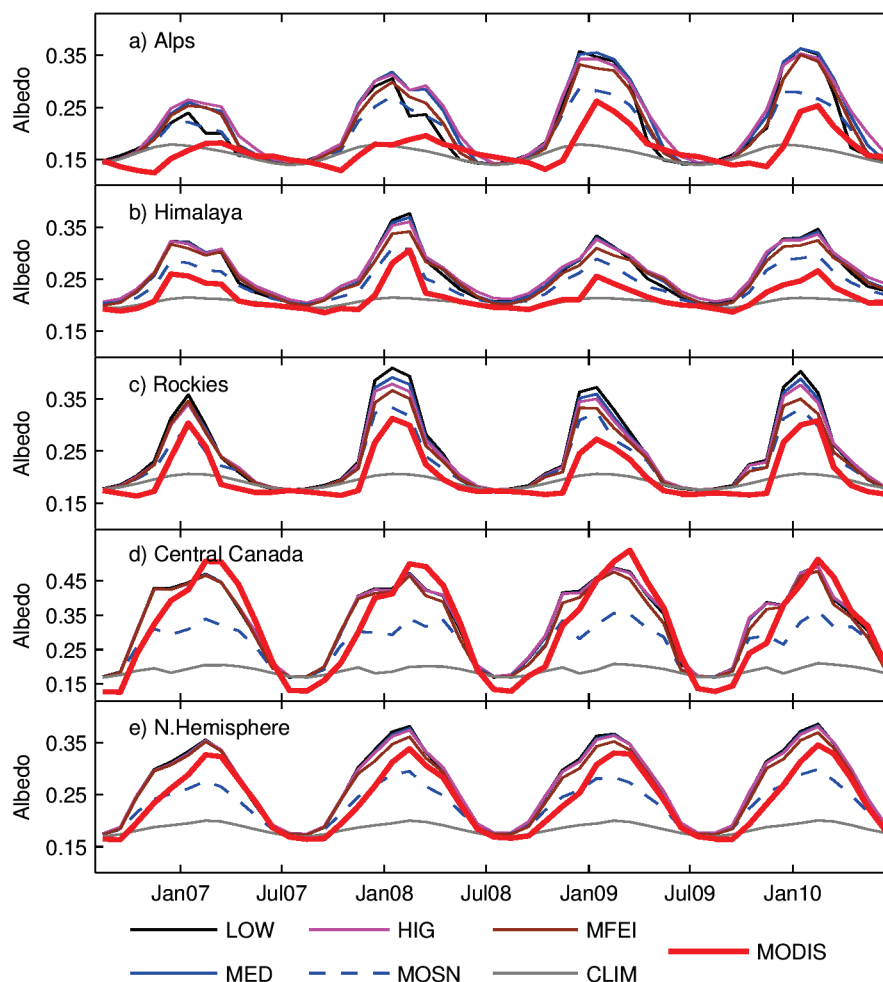 a) Alps
0.35
0.25
0.15
Albedo
b) Himalaya
0.35
0.25
0.15
Albedo
c) Rockies
0.35
0.25
0.15
Albedo
d) Central Canada
0.45
0.35
0.25
0.15
Albedo
e) N.Hemisphere
0.35
0.25
0.15
Albedo
Jan07 Jul07 Jan08 Jul08 Jan09 Jul09 Jan10
LOW HIG MFEI MODIS
MED MOSN CLIM